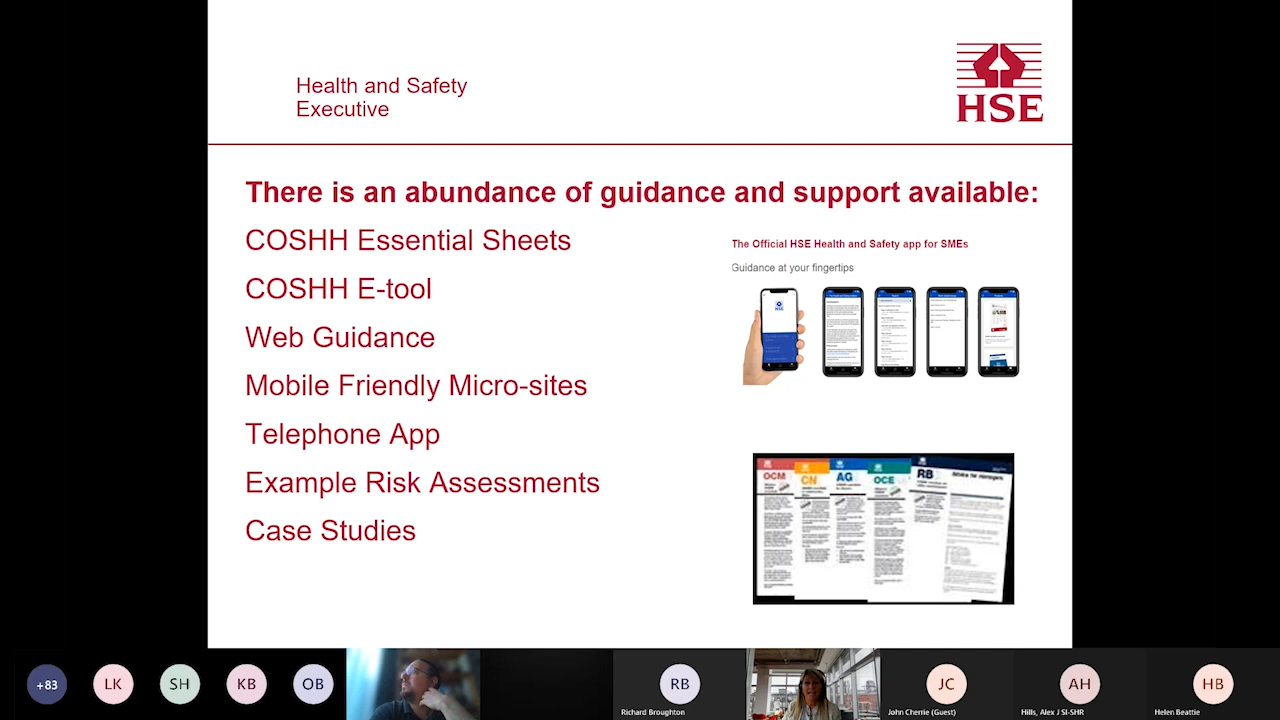 Health and Safety
Executive
HSE
There is an abundance of guidance and support available:
COSHH Essential Sheets
COSHH E-tool
Web Guidance
Mobile Friendly Micro-sites
Telephone App
Example Risk Assessments
Case Studies
The Official HSE Health and Safety app for SMEs
Guidance at your fingertips
HSE
OCM
CN
AG
OCE
RB
Advice for managers
+83
LK
SH
KB
OB
RB
Richard Broughton
JC
John Cherrie (Guest)
AH
Hills, Alex J SI-SHR
HB
Helen Beattie